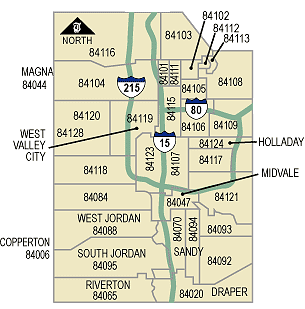 84102
84112
84113
NORTH
84103
84116
MAGNA
84044
84104
215
84101
84111
84108
84105
84115
80
84120
84119
84106
84109
WEST
VALLEY
CITY
84128
15
84124
HOLLADAY
84123
84107
84117
MIDVALE
84118
84084
84047
84121
WEST JORDAN
84088
84070
84094
84093
COPPERTON
84006
SOUTH JORDAN
84095
SANDY
84092
RIVERTON
84065
84020
DRAPER